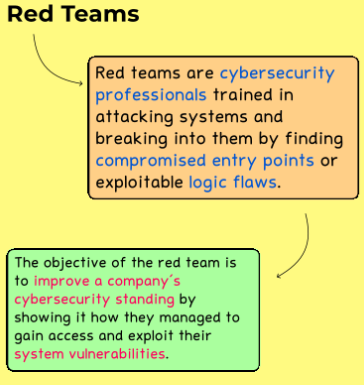 Red Teams
Red teams are cybersecurity
professionals trained in
attacking systems and
breaking into them by finding
compromised entry points or
exploitable logic flaws.
The objective of the red team is
to improve a company´s
cybersecurity standing by
showing it how they managed to
gain access and exploit their
system vulnerabilities.